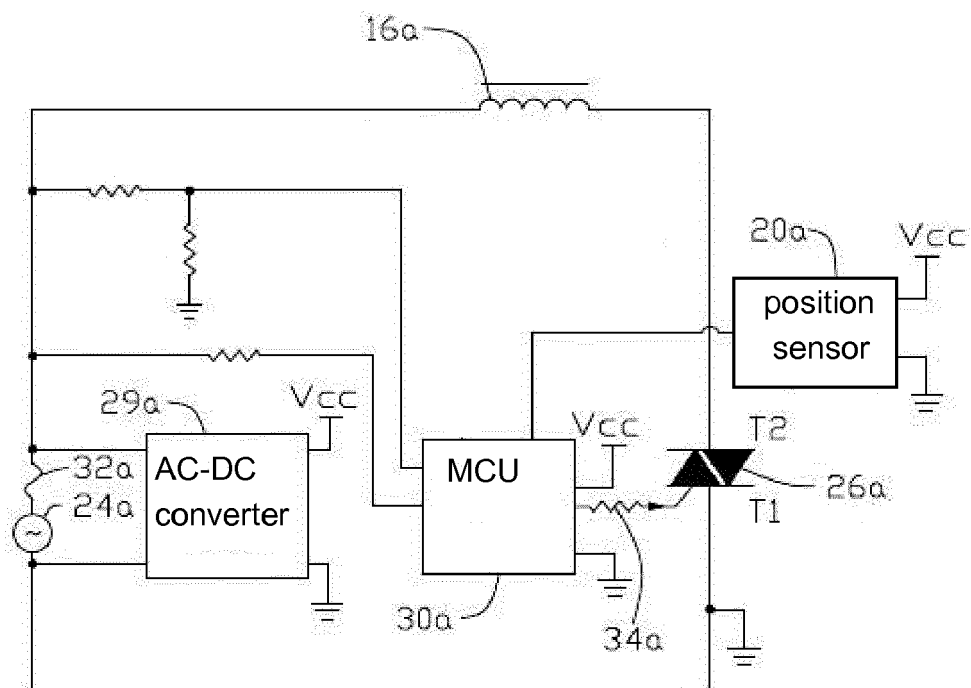 16a
20a
Vcc
position
sensor
29a
Vcc
Vcc
T2
32a
AC-DC
converter
MCU
26a
24a
T1
~
30a
34a